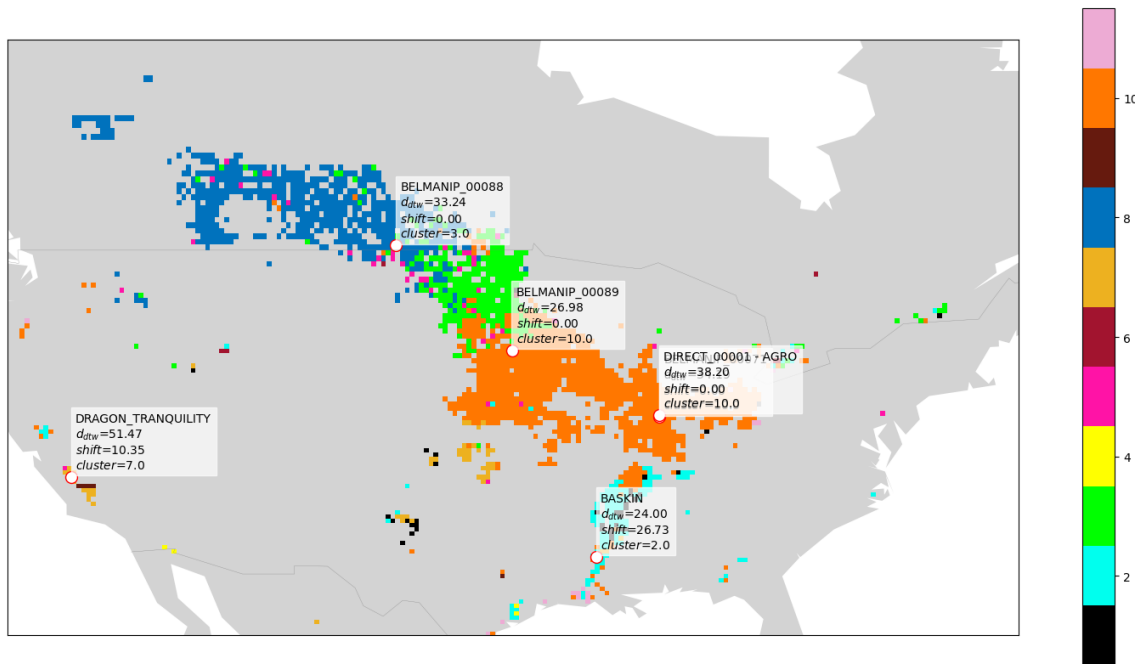 BELMANIP_00088
d_dtw=33.24
shift=0.00
cluster=3.0
BELMANIP_00089
d_dtw=26.98
shift=0.00
cluster=10.0
DIRECT_00001 - AGRO
d_dtw=38.20
shift=0.00
cluster=10.0
DRAGON_TRANQUILITY
d_dtw=51.47
shift=10.35
cluster=7.0
BASKIN
d_dtw=24.00
shift=26.73
cluster=2.0
10
8
6
4
2